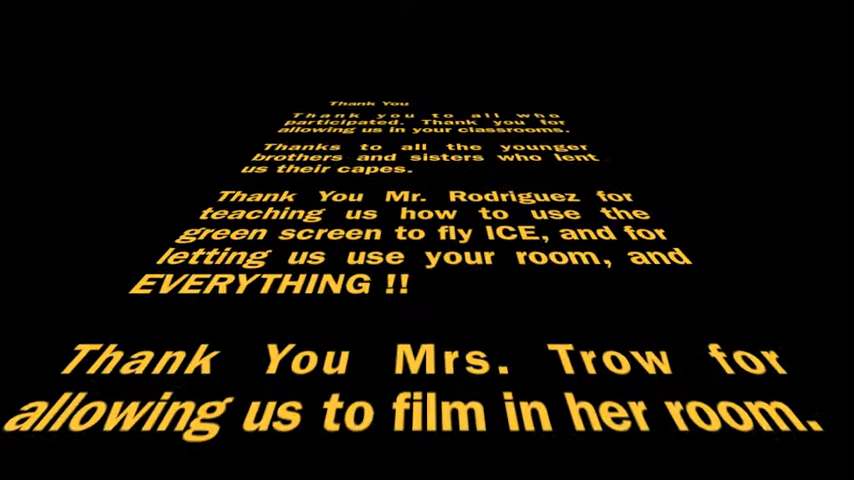 Thank You
Thank you to all who
participated. Thank you for
allowing us in your classrooms.
Thanks to all the younger
brothers and sisters who lent
us their capes.
Thank You Mr. Rodriguez for
teaching us how to use the
green screen to fly ICE, and for
letting us use your room, and
EVERYTHING !!
Thank You Mrs. Trow for
allowing us to film in her room.